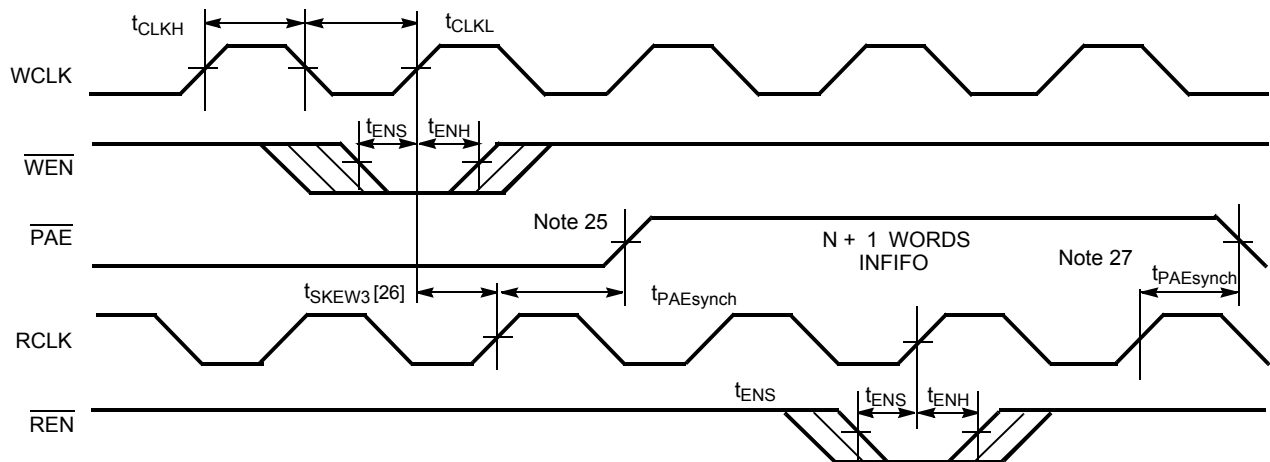 tCLKH
tCLKL
WCLK
tENS
tENH
WEN
PAE
Note 25
N + 1 WORDS
INFIFO
Note 27
tSKEW3 [26]
tPAEsynch
tPAEsynch
RCLK
tENS
tENS
tENH
REN